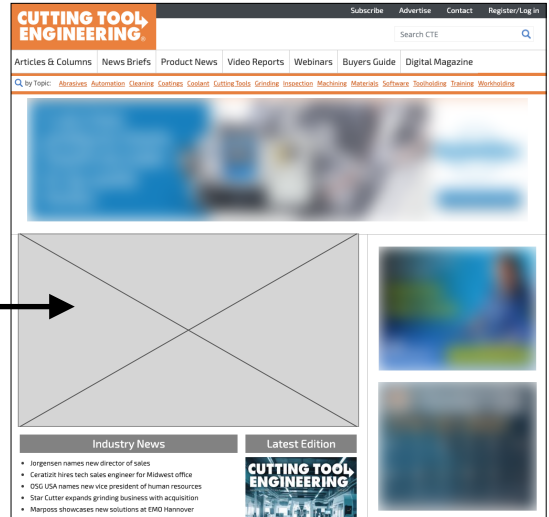 Subscribe Advertise Contact Register/Log in
CUTTING TOOL
ENGINEERING®
Search CTE
Articles & Columns News Briefs Product News Video Reports Webinars Buyers Guide Digital Magazine
by Topic: Abrasives Automation Cleaning Coatings Coolant Cutting Tools Grinding Inspection Machining Materials Software Toolholding Training Workholding
Industry News
• Jorgensen names new director of sales
• Ceratizit hires tech sales engineer for Midwest office
• OSG USA names new vice president of human resources
• Star Cutter expands grinding business with acquisition
• Marposs showcases new solutions at EMO Hannover
Latest Edition
CUTTING TOOL
ENGINEERING